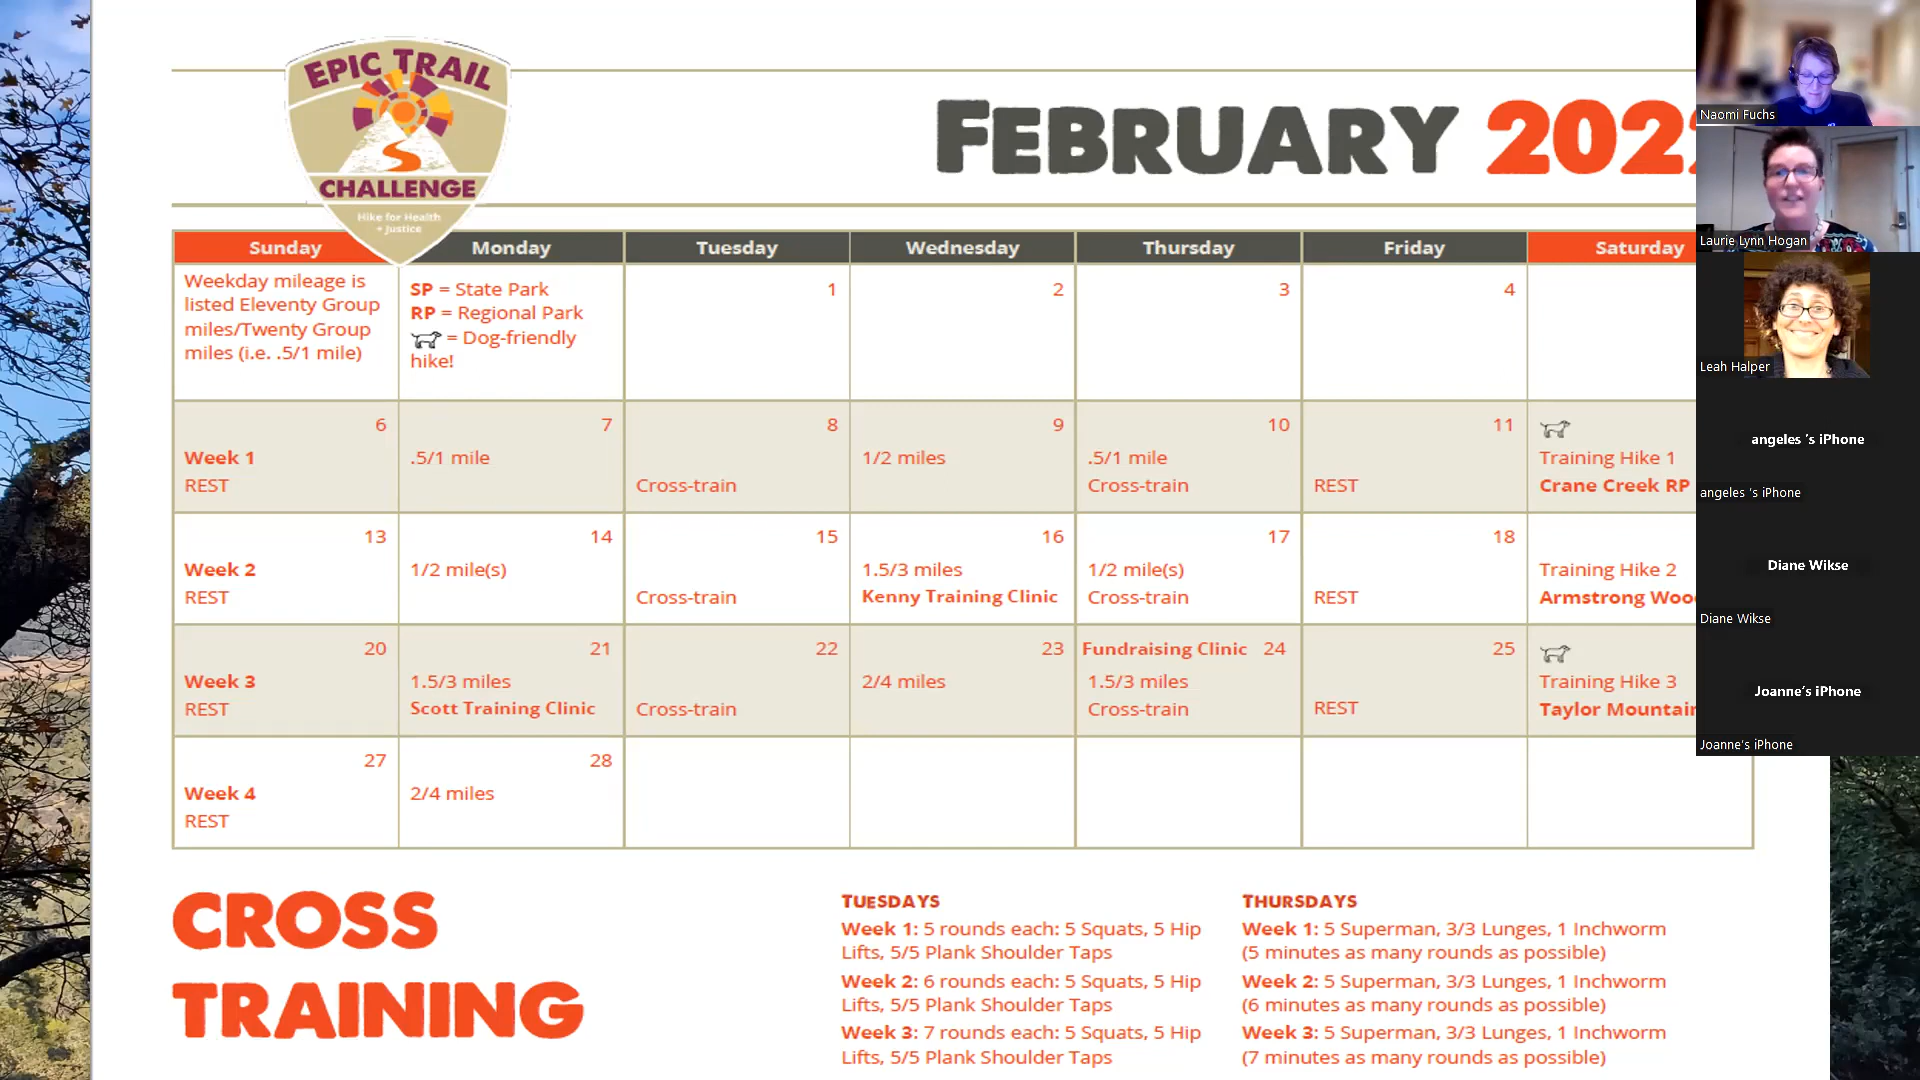 EPIC TRAIL
CHALLENGE
Hike for Health
+ Justice
FEBRUARY 202
Sunday
Monday
Tuesday
Wednesday
Thursday
Friday
Saturday
Weekday mileage is
listed Eleventy Group
miles/Twenty Group
miles (i.e. .5/1 mile)
SP = State Park
RP = Regional Park
= Dog-friendly
hike!
1
2
3
4
6
Week 1
REST
7
.5/1 mile
8
Cross-train
9
1/2 miles
10
.5/1 mile
Cross-train
11
REST
Training Hike 1
Crane Creek RP
13
Week 2
REST
14
1/2 mile(s)
15
Cross-train
16
1.5/3 miles
Kenny Training Clinic
17
1/2 mile(s)
Cross-train
18
REST
Training Hike 2
Armstrong Woo
20
Week 3
REST
21
1.5/3 miles
Scott Training Clinic
22
Cross-train
23
2/4 miles
Fundraising Clinic 24
1.5/3 miles
Cross-train
25
REST
Training Hike 3
Taylor Mountain
27
Week 4
REST
28
2/4 miles
CROSS
TRAINING
TUESDAYS
Week 1: 5 rounds each: 5 Squats, 5 Hip
Lifts, 5/5 Plank Shoulder Taps
Week 2: 6 rounds each: 5 Squats, 5 Hip
Lifts, 5/5 Plank Shoulder Taps
Week 3: 7 rounds each: 5 Squats, 5 Hip
Lifts, 5/5 Plank Shoulder Taps
THURSDAYS
Week 1: 5 Superman, 3/3 Lunges, 1 Inchworm
(5 minutes as many rounds as possible)
Week 2: 5 Superman, 3/3 Lunges, 1 Inchworm
(6 minutes as many rounds as possible)
Week 3: 5 Superman, 3/3 Lunges, 1 Inchworm
(7 minutes as many rounds as possible)
Naomi Fuchs
Laurie Lynn Hogan
Leah Halper
angeles 's iPhone
angeles 's iPhone
Diane Wikse
Diane Wikse
Joanne's iPhone
Joanne's iPhone